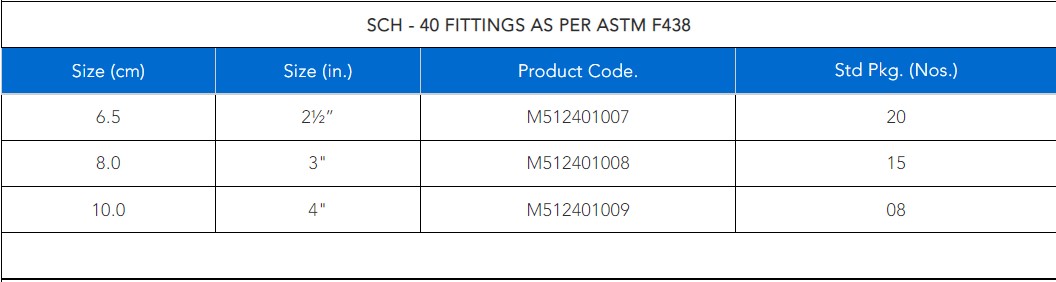 SCH - 40 FITTINGS AS PER ASTM F438
Size (cm) Size (in.) Product Code. Std Pkg. (Nos.)
6.5 2½” M512401007 20
8.0 3" M512401008 15
10.0 4" M512401009 08